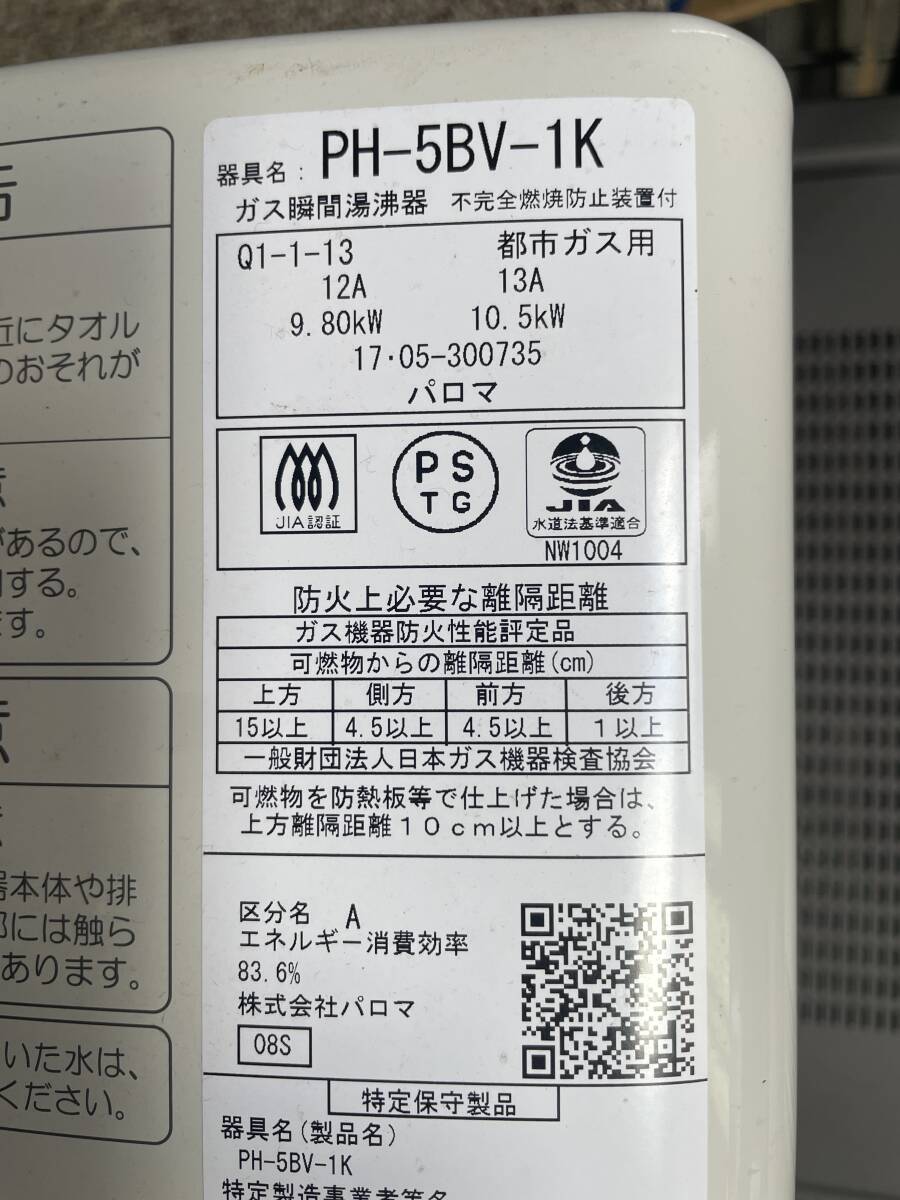 近にタオル
のおそれが
があるので、
用する。
ます。
器本体や排
部には触ら
あります。
いた水は、
ください。
器具名: PH-5BV-1K
ガス瞬間湯沸器 不完全燃焼防止装置付
Q1-1-13 都市ガス用
12A 13A
9.80kW 10.5kW
17・05-300735
パロマ
JIA認証
PS
TG
JIA
水道法基準適合
NW1004
防火上必要な離隔距離
ガス機器防火性能評定品
可燃物からの離隔距離(cm)
上方 側方 前方 後方
15以上 4.5以上 4.5以上 1以上
一般財団法人日本ガス機器検査協会
可燃物を防熱板等で仕上げた場合は、
上方離隔距離10cm以上とする。
区分名 A
エネルギー消費効率
83.6%
株式会社パロマ
08S
特定保守製品
器具名(製品名)
PH-5BV-1K
特定製造事業者等名